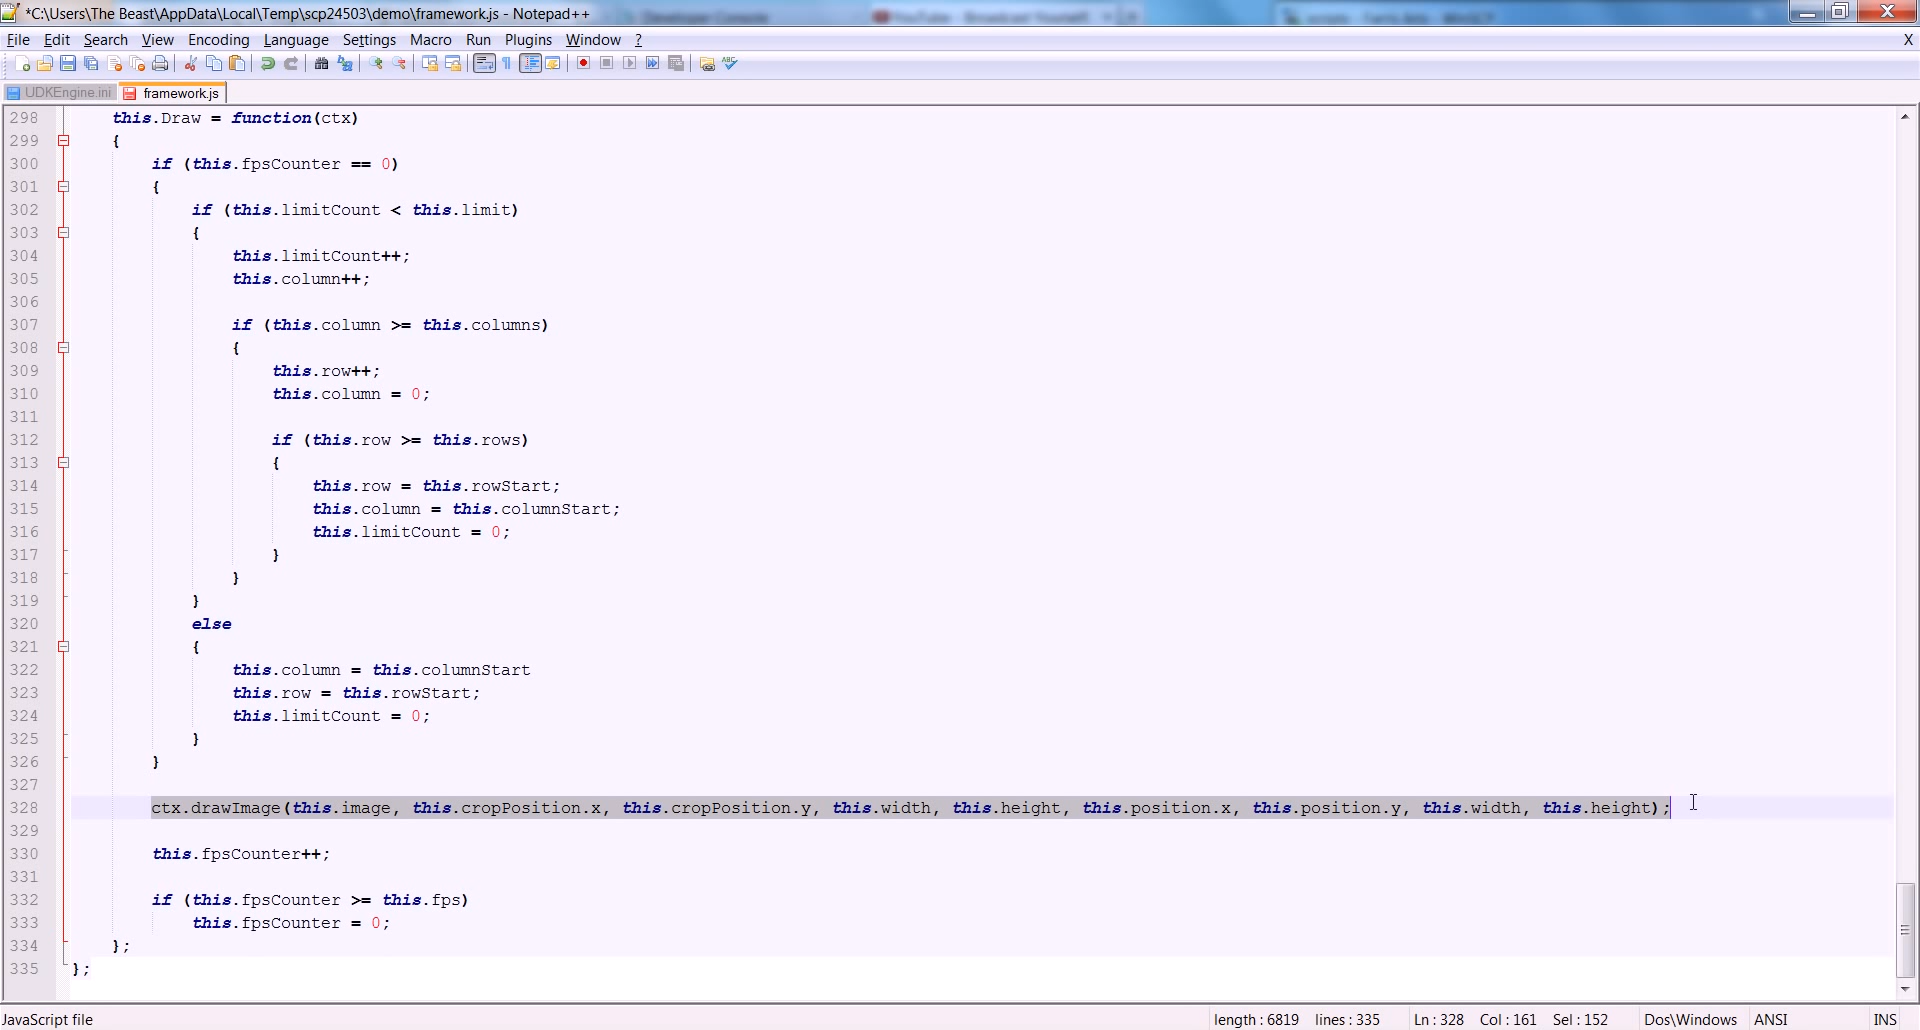 *C:\Users\The Beast\AppData\Local\Temp\scp24503\demo\framework.js - Notepad++
File Edit Search View Encoding Language Settings Macro Run Plugins Window ? X
UDKEngine.ini framework.js
298 this.Draw = function(ctx)
299 {
300 if (this.fpsCounter == 0)
301 {
302 if (this.limitCount < this.limit)
303 {
304 this.limitCount++;
305 this.column++;
306
307 if (this.column >= this.columns)
308 {
309 this.row++;
310 this.column = 0;
311
312 if (this.row >= this.rows)
313 {
314 this.row = this.rowStart;
315 this.column = this.columnStart;
316 this.limitCount = 0;
317 }
318 }
319 }
320 else
321 {
322 this.column = this.columnStart
323 this.row = this.rowStart;
324 this.limitCount = 0;
325 }
326 }
327
328 ctx.drawImage(this.image, this.cropPosition.x, this.cropPosition.y, this.width, this.height, this.position.x, this.position.y, this.width, this.height);
329
330 this.fpsCounter++;
331
332 if (this.fpsCounter >= this.fps)
333 this.fpsCounter = 0;
334 };
335 };
JavaScript file length : 6819 lines : 335 Ln : 328 Col : 161 Sel : 152 Dos\Windows ANSI INS